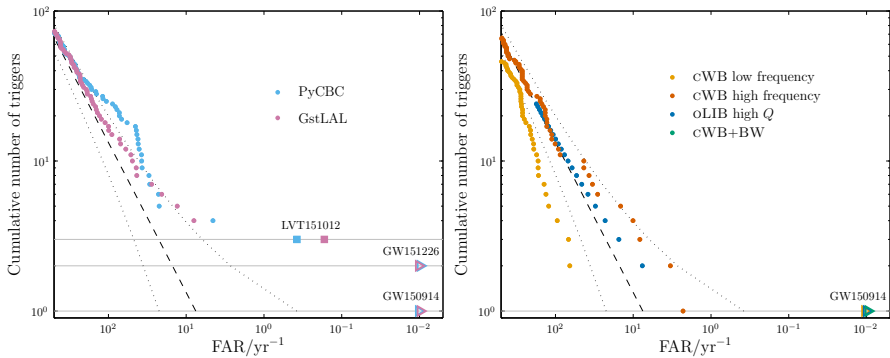 10²
10¹
10⁰
Cumulative number of triggers
PyCBC
GstLAL
LVT151012
GW151226
GW150914
10² 10¹ 10⁰ 10⁻¹ 10⁻²
FAR/yr⁻¹
10²
10¹
10⁰
Cumulative number of triggers
cWB low frequency
cWB high frequency
oLIB high Q
cWB+BW
GW150914
10² 10¹ 10⁰ 10⁻¹ 10⁻²
FAR/yr⁻¹